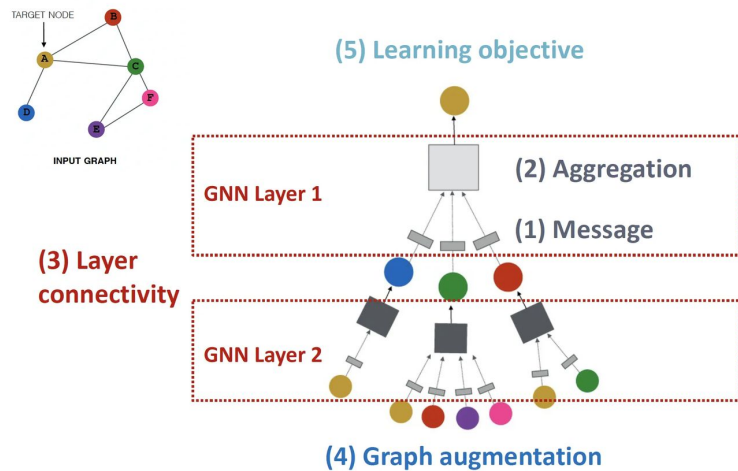 TARGET NODE
B
A
C
F
D
E
INPUT GRAPH
(5) Learning objective
GNN Layer 1
(2) Aggregation
(1) Message
(3) Layer
connectivity
GNN Layer 2
(4) Graph augmentation